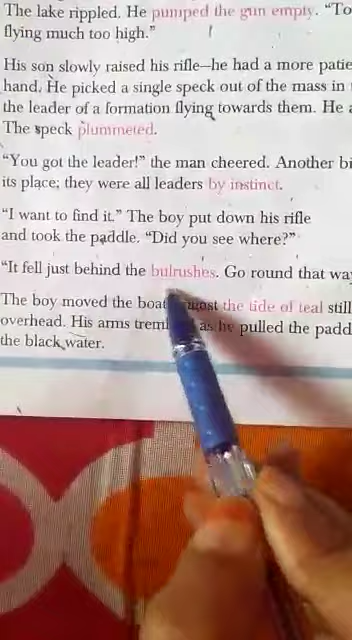 The lake rippled. He pumped the gun empty. “To
flying much too high.”
His son slowly raised his rifle—he had a more patie
hand. He picked a single speck out of the mass in
the leader of a formation flying towards them. He a
The speck plummeted.
“You got the leader!” the man cheered. Another bi
its place; they were all leaders by instinct.
“I want to find it.” The boy put down his rifle
and took the paddle. “Did you see where?”
“It fell just behind the bulrushes. Go round that wa
The boy moved the boat the tide of teal still
overhead. His arms as he pulled the padd
the black water.